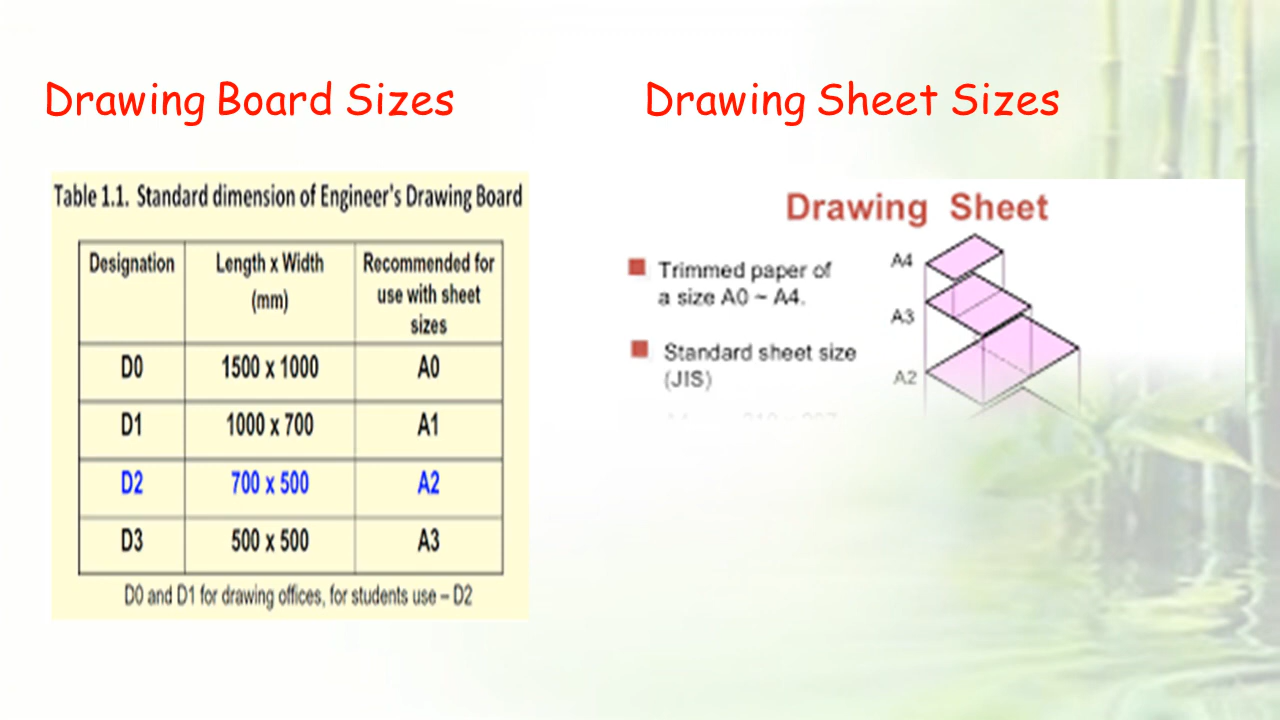 Drawing Board Sizes
Table 1.1. Standard dimension of Engineer's Drawing Board
Designation
Length x Width
(mm)
Recommended for
use with sheet
sizes
D0 1500 x 1000 A0
D1 1000 x 700 A1
D2 700 x 500 A2
D3 500 x 500 A3
D0 and D1 for drawing offices, for students use – D2
Drawing Sheet Sizes
Drawing Sheet
Trimmed paper of
a size A0 ~ A4.
Standard sheet size
(JIS)
A4
A3
A2